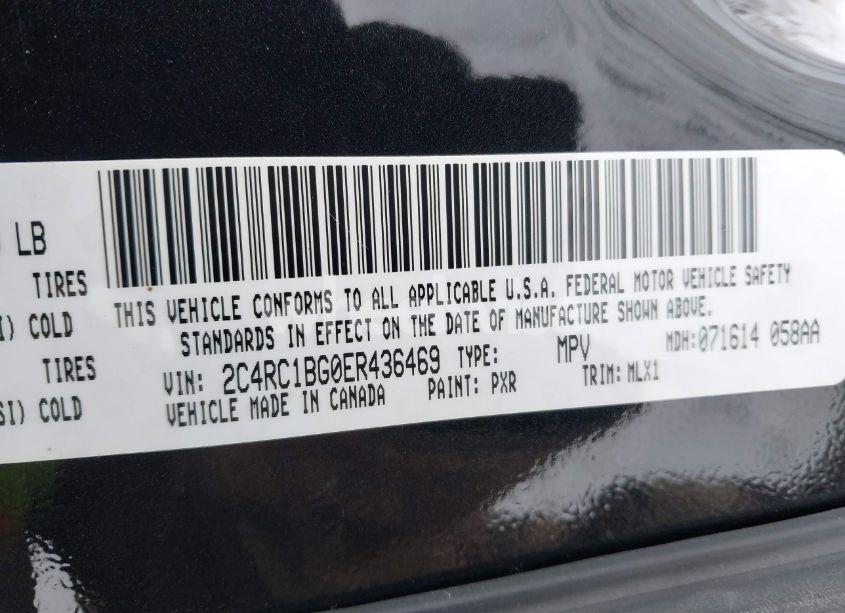 LB
TIRES
COLD
TIRES
SI) COLD
THIS VEHICLE CONFORMS TO ALL APPLICABLE U.S.A. FEDERAL MOTOR VEHICLE SAFETY
STANDARDS IN EFFECT ON THE DATE OF MANUFACTURE SHOWN ABOVE.
VIN: 2C4RC1BG0ER436469 TYPE: MPV MDH:071614 058AA
VEHICLE MADE IN CANADA PAINT: PXR TRIM:MLX1